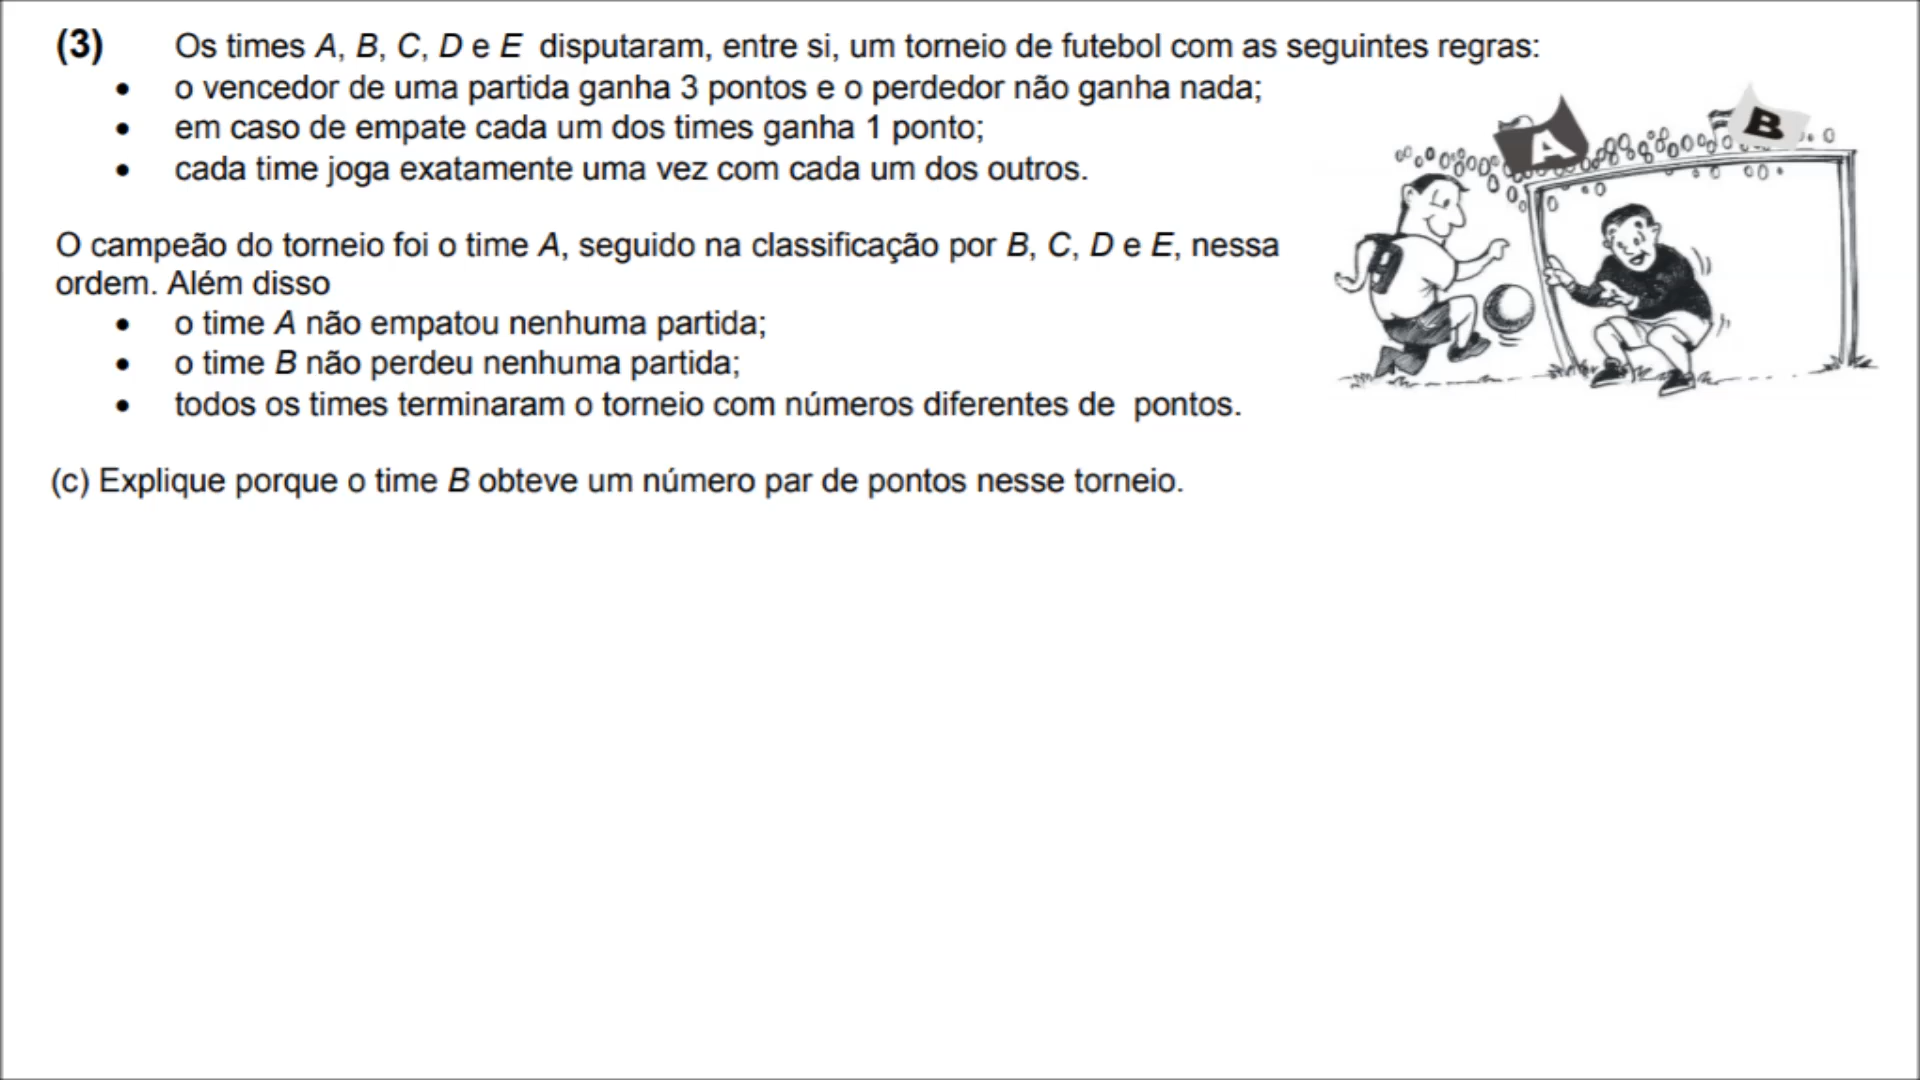 (3) Os times A, B, C, D e E disputaram, entre si, um torneio de futebol com as seguintes regras:
• o vencedor de uma partida ganha 3 pontos e o perdedor não ganha nada;
• em caso de empate cada um dos times ganha 1 ponto;
• cada time joga exatamente uma vez com cada um dos outros.
O campeão do torneio foi o time A, seguido na classificação por B, C, D e E, nessa
ordem. Além disso
• o time A não empatou nenhuma partida;
• o time B não perdeu nenhuma partida;
• todos os times terminaram o torneio com números diferentes de pontos.
A
B
9
(c) Explique porque o time B obteve um número par de pontos nesse torneio.